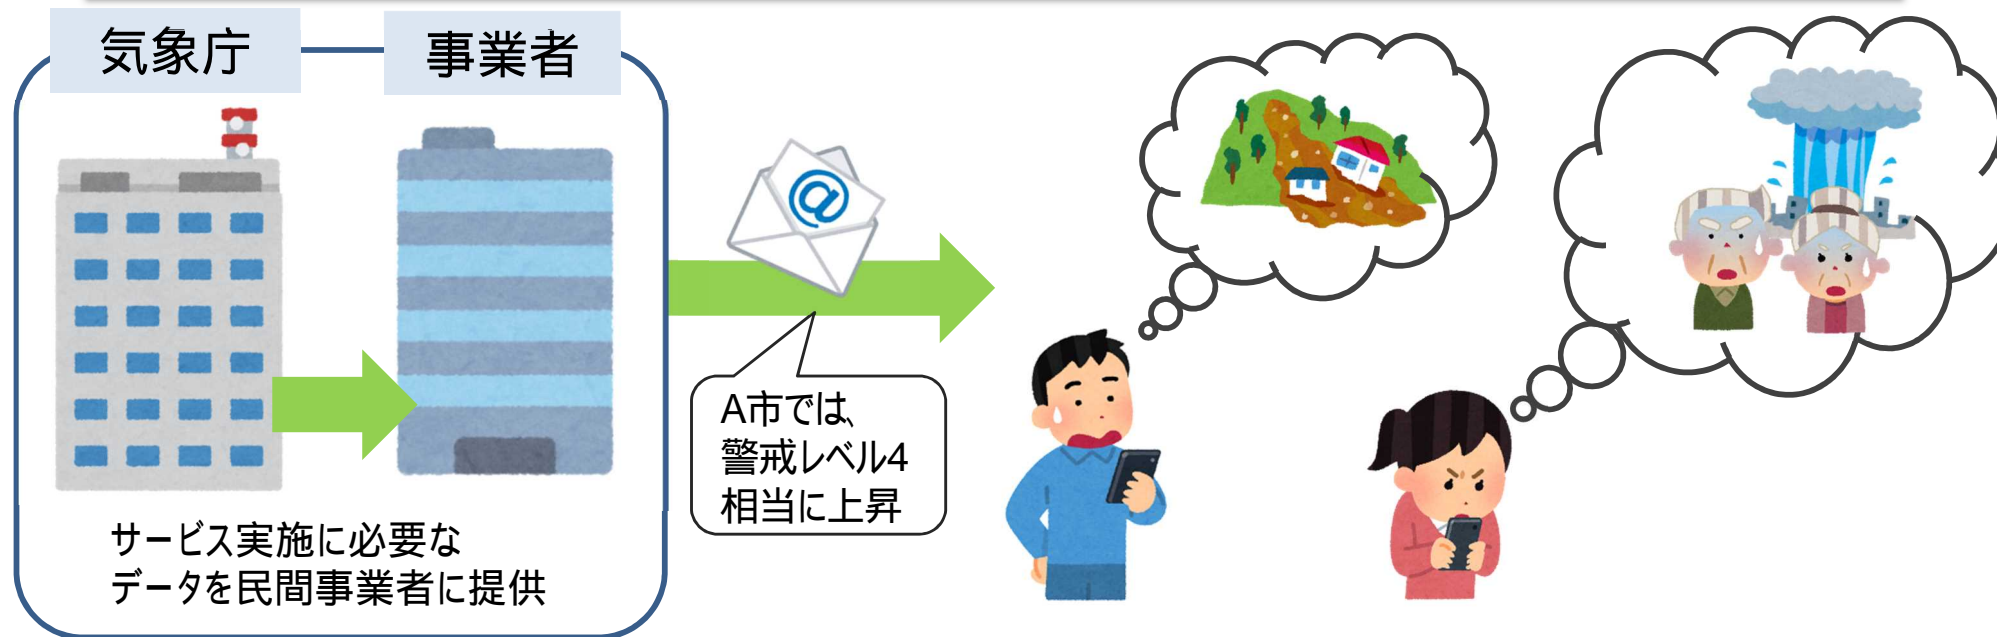 気象庁
事業者
A市では、
警戒レベル4
相当に上昇
サービス実施に必要な
データを民間事業者に提供